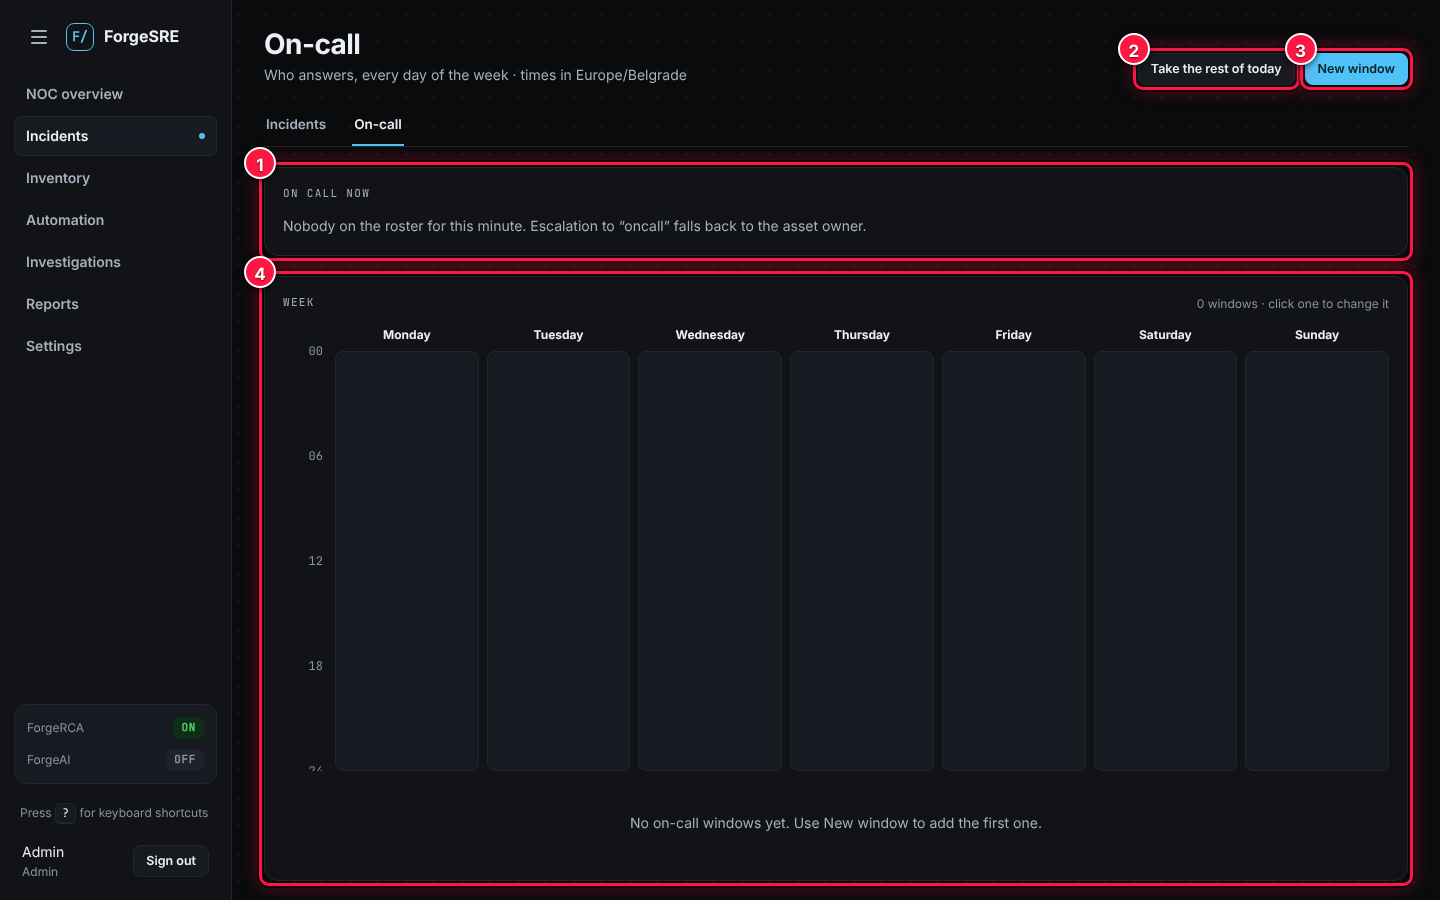 F/ ForgeSRE
NOC overview
Incidents
Inventory
Automation
Investigations
Reports
Settings
ForgeRCA ON
ForgeAI OFF
Press ? for keyboard shortcuts
Admin
Admin
Sign out
On-call
Who answers, every day of the week · times in Europe/Belgrade
2
Take the rest of today
3
New window
Incidents On-call
1
ON CALL NOW
Nobody on the roster for this minute. Escalation to “oncall” falls back to the asset owner.
4
WEEK
0 windows · click one to change it
Monday Tuesday Wednesday Thursday Friday Saturday Sunday
00
06
12
18
24
No on-call windows yet. Use New window to add the first one.